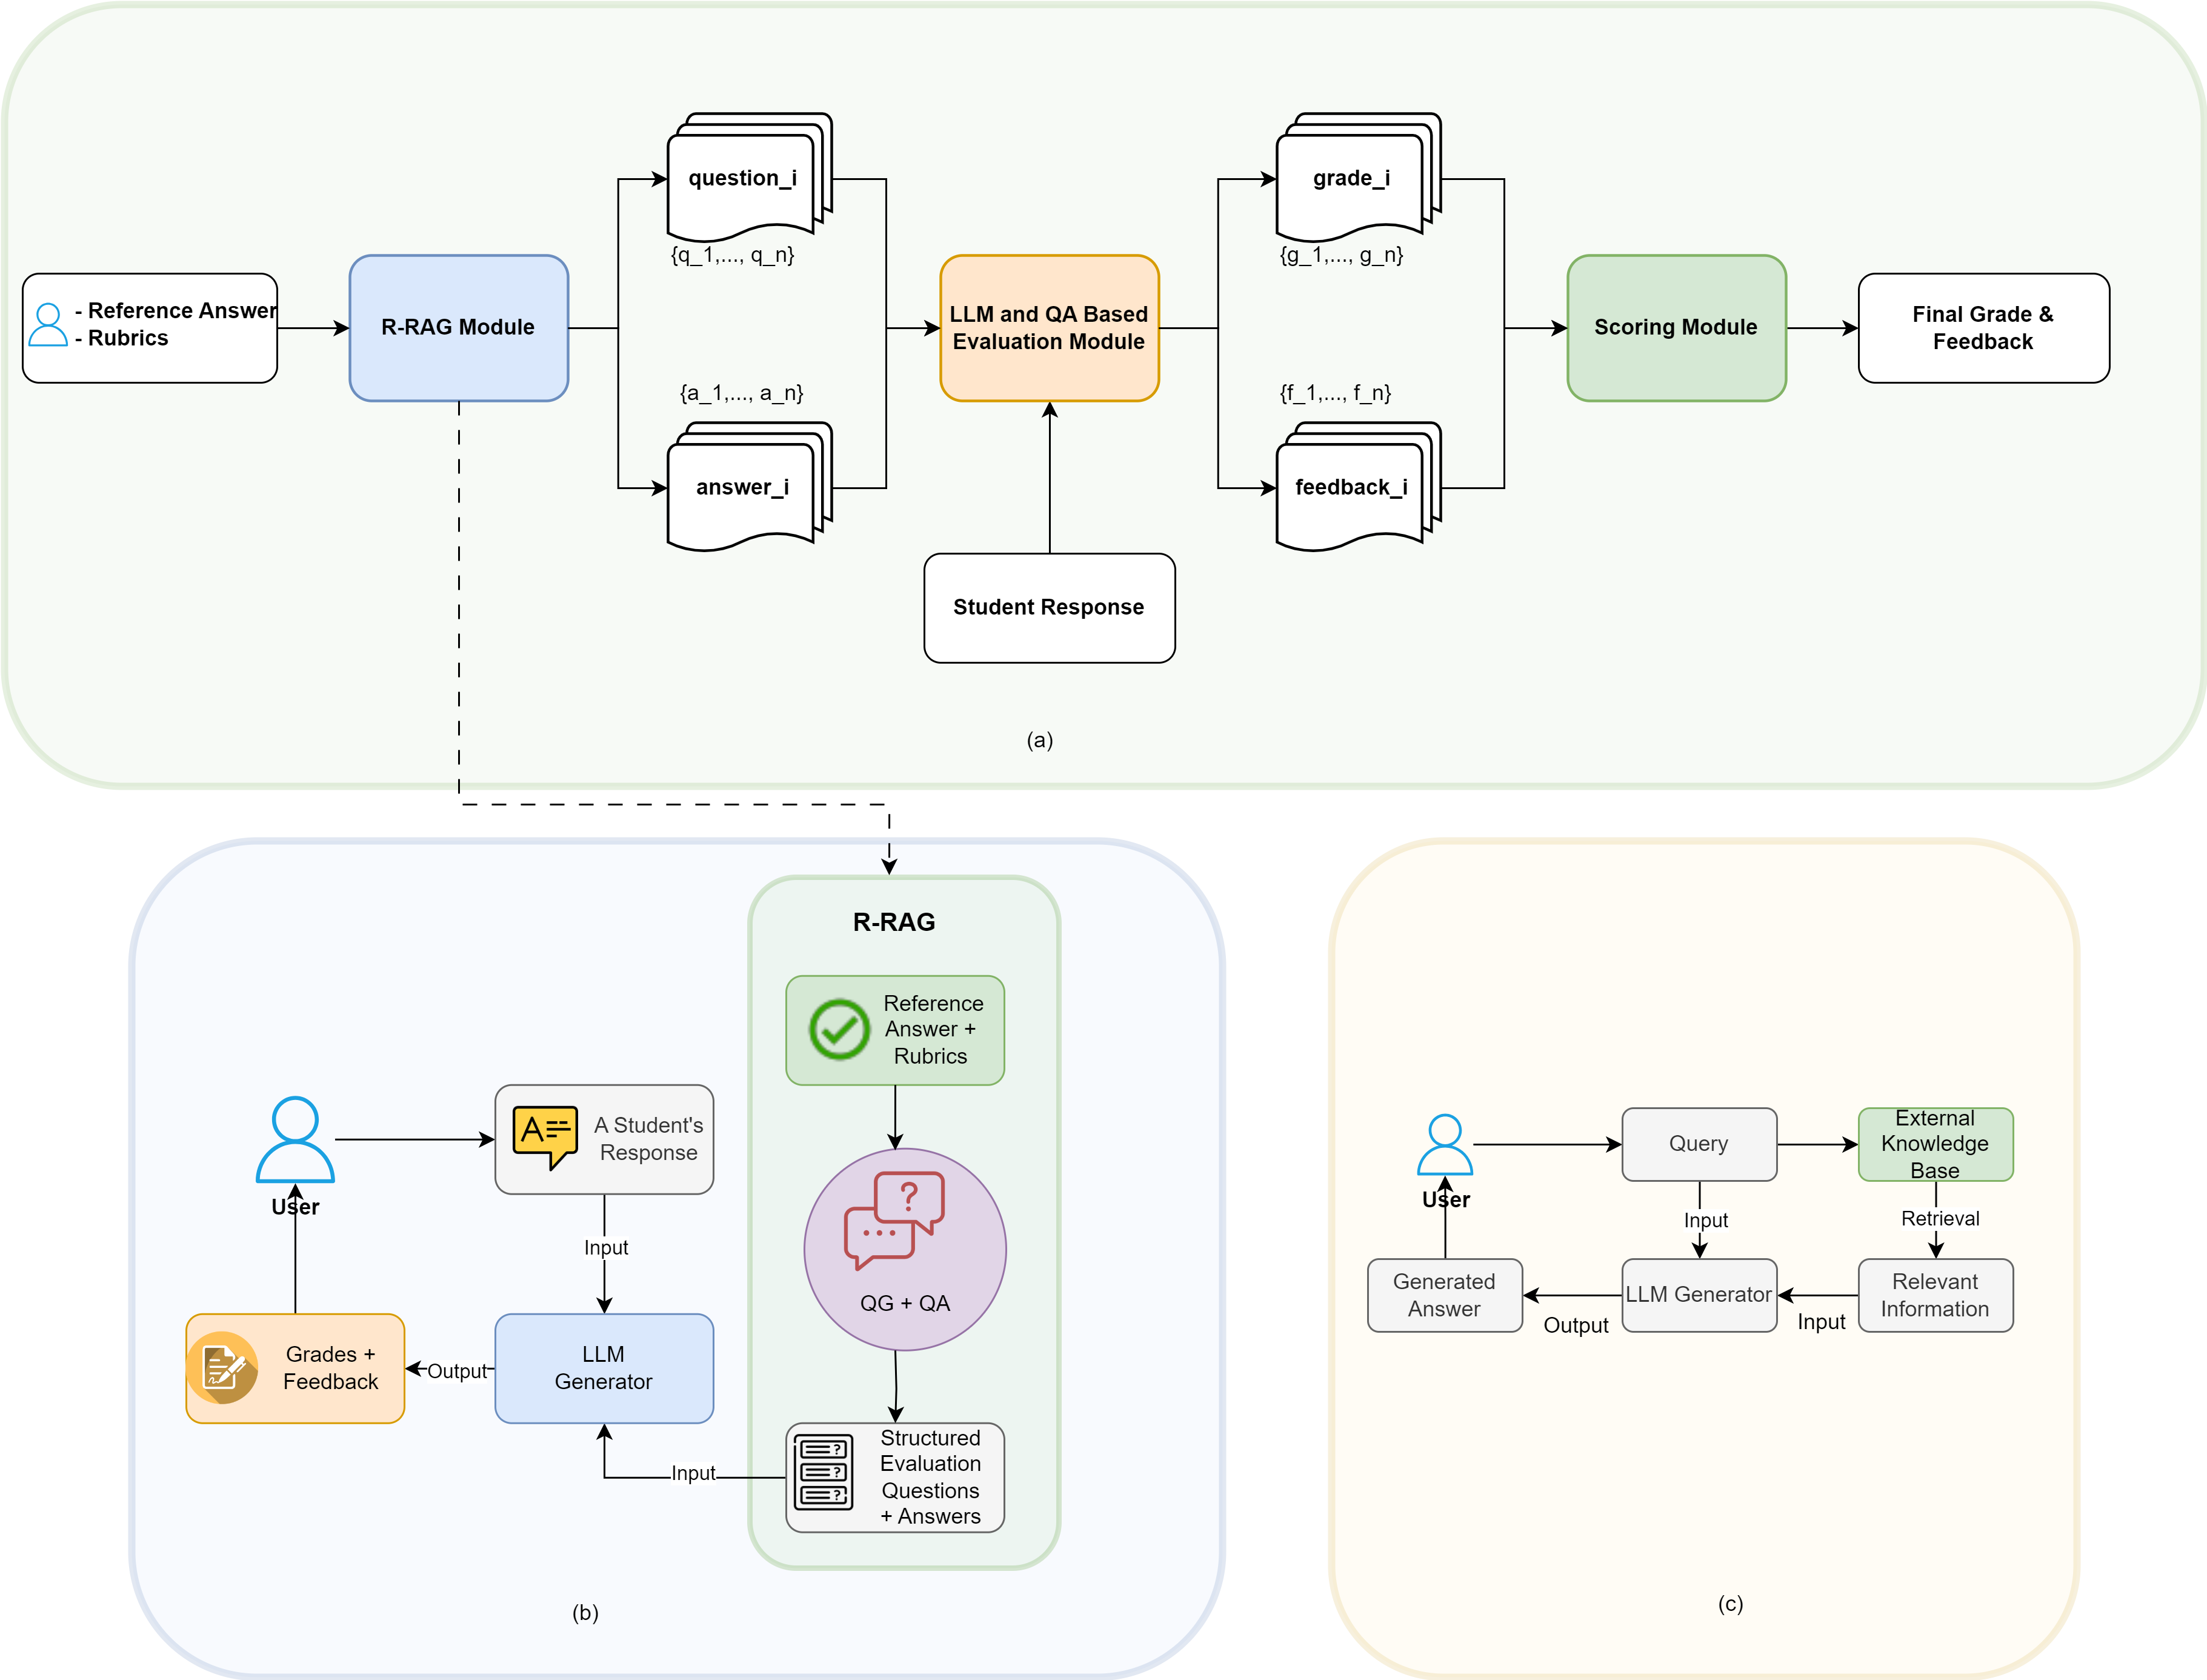 - Reference Answer
- Rubrics
R-RAG Module
question_i
{q_1,..., q_n}
{a_1,..., a_n}
answer_i
LLM and QA Based
Evaluation Module
Student Response
grade_i
{g_1,..., g_n}
{f_1,..., f_n}
feedback_i
Scoring Module
Final Grade &
Feedback
(a)
R-RAG
Reference
Answer +
Rubrics
QG + QA
Structured
Evaluation
Questions
+ Answers
User
A Student's
Response
A
Input
LLM
Generator
Input
Output
Grades +
Feedback
(b)
User
Query
External
Knowledge
Base
Input
Retrieval
Generated
Answer
LLM Generator
Relevant
Information
Output
Input
(c)